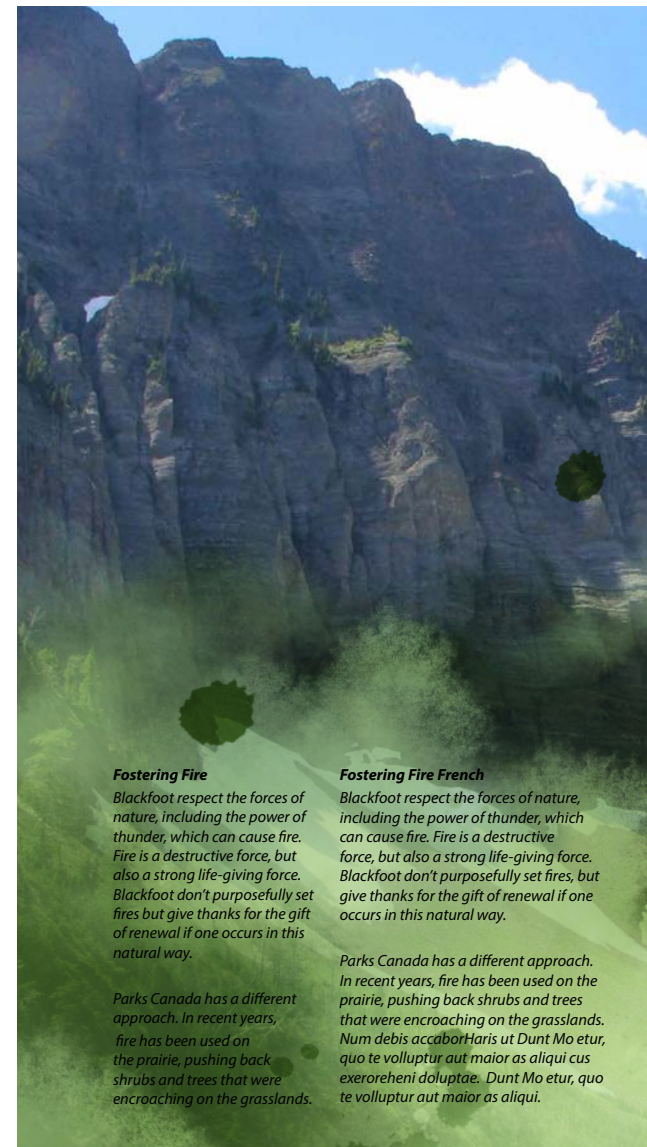 Fostering Fire
Blackfoot respect the forces of
nature, including the power of
thunder, which can cause fire.
Fire is a destructive force, but
also a strong life-giving force.
Blackfoot don't purposefully set
fires but give thanks for the gift
of renewal if one occurs in this
natural way.
Parks Canada has a different
approach. In recent years,
fire has been used on
the prairie, pushing back
shrubs and trees that were
encroaching on the grasslands.
Fostering Fire French
Blackfoot respect the forces of nature,
including the power of thunder, which
can cause fire. Fire is a destructive
force, but also a strong life-giving force.
Blackfoot don't purposefully set fires, but
give thanks for the gift of renewal if one
occurs in this natural way.
Parks Canada has a different approach.
In recent years, fire has been used on the
prairie, pushing back shrubs and trees
that were encroaching on the grasslands.
Num debis accaborHaris ut Dunt Mo etur,
quo te volluptur aut maior as aliqui cus
exeroreheni doluptae.  Dunt Mo etur, quo
te volluptur aut maior as aliqui.